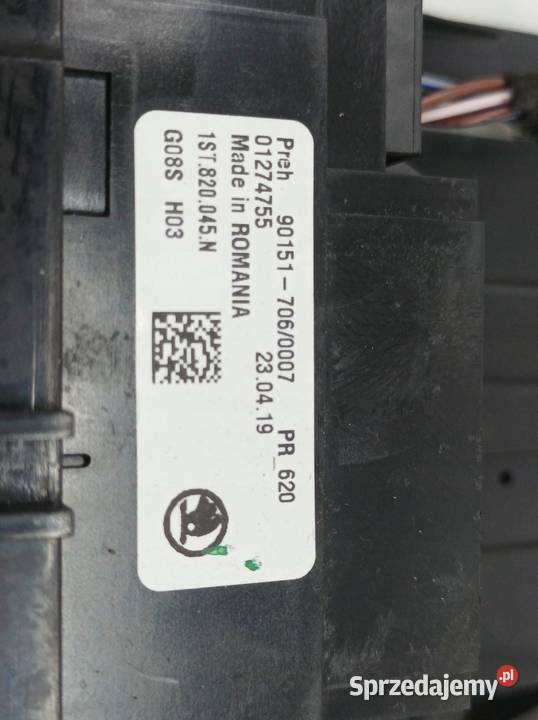 Preh 90151-706/0007 PR_620
01274755 23.04.19
Made in ROMANIA
1ST.820.045.N
G08S H03
Sprzedajemy.pl